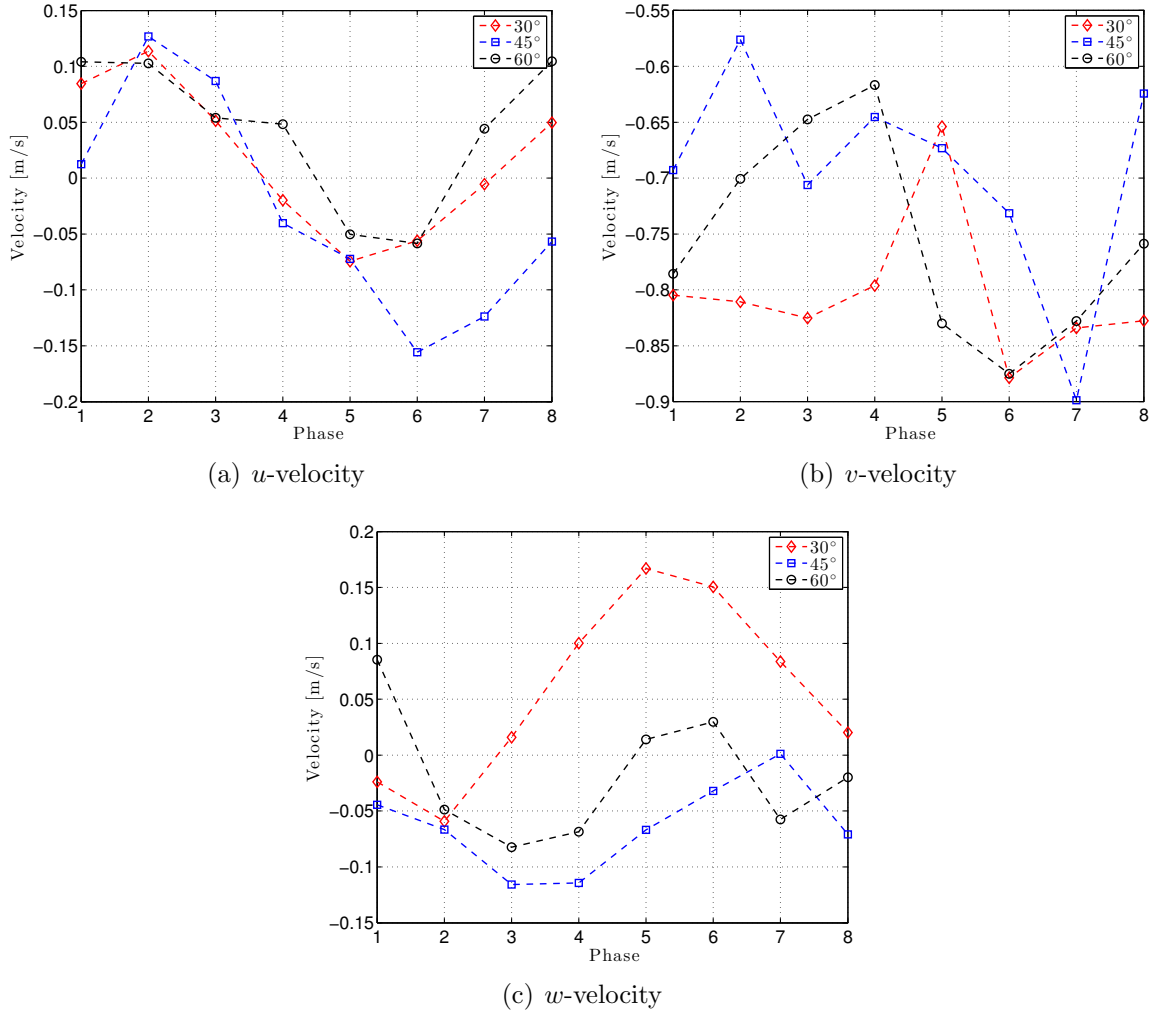 0.15
0.1
0.05
0
−0.05
−0.1
−0.15
−0.2
Velocity [m/s]
1 2 3 4 5 6 7 8
Phase
30°
45°
60°
(a) u-velocity
−0.55
−0.6
−0.65
−0.7
−0.75
−0.8
−0.85
−0.9
Velocity [m/s]
1 2 3 4 5 6 7 8
Phase
30°
45°
60°
(b) v-velocity
0.2
0.15
0.1
0.05
0
−0.05
−0.1
−0.15
Velocity [m/s]
1 2 3 4 5 6 7 8
Phase
30°
45°
60°
(c) w-velocity